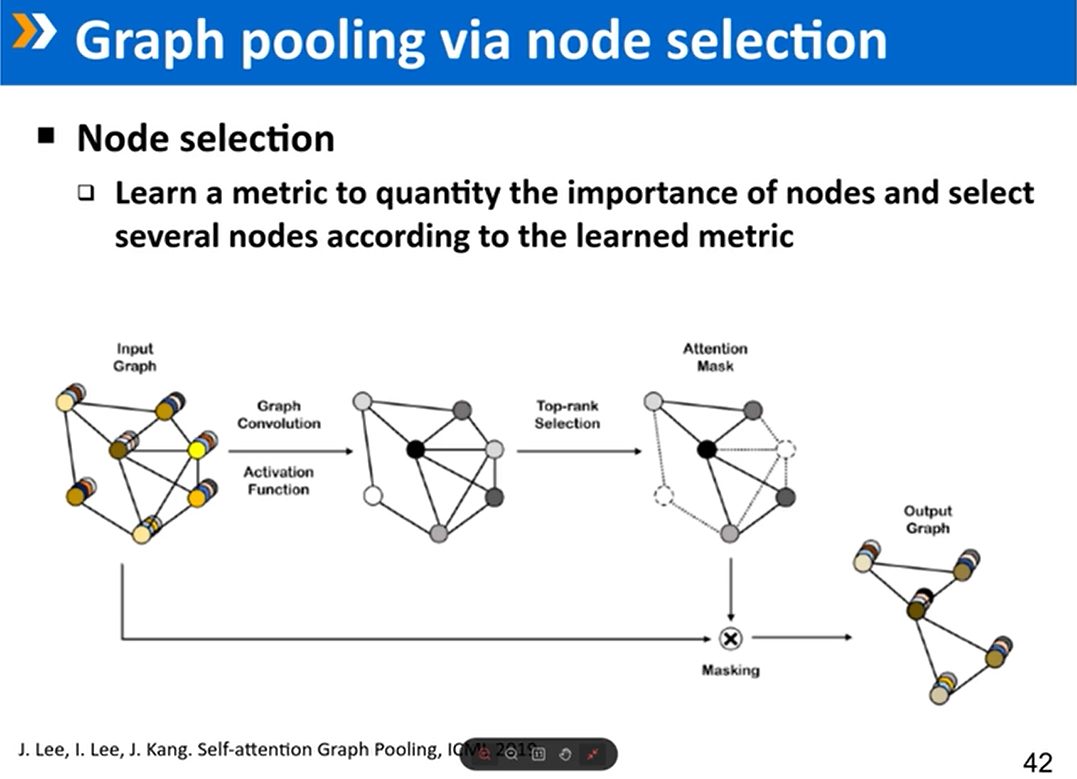 Graph pooling via node selection
Node selection
Learn a metric to quantity the importance of nodes and select
several nodes according to the learned metric
Input
Graph
Graph
Convolution
Activation
Function
Top-rank
Selection
Attention
Mask
Output
Graph
Masking
J. Lee, I. Lee, J. Kang. Self-attention Graph Pooling, ICML 2019
42